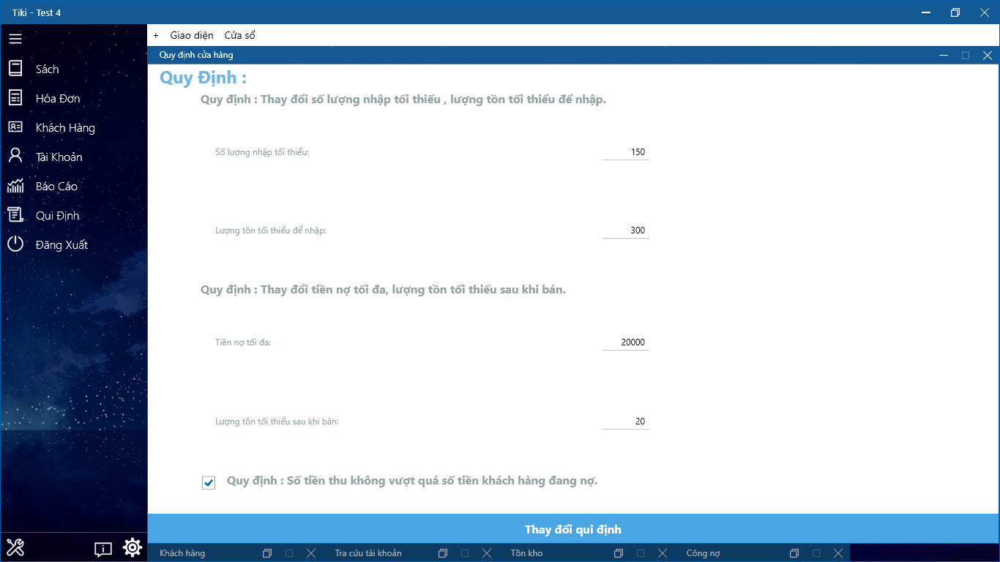 Tiki - Test 4
+ Giao diện Cửa sổ
Quy định cửa hàng
Sách
Hóa Đơn
Khách Hàng
Tài Khoản
Báo Cáo
Qui Định
Đăng Xuất
Quy Định :
Quy định : Thay đổi số lượng nhập tối thiếu , lượng tồn tối thiểu để nhập.
Số lượng nhập tối thiểu: 150
Lượng tồn tối thiểu để nhập: 300
Quy định : Thay đổi tiền nợ tối đa, lượng tồn tối thiếu sau khi bán.
Tiền nợ tối đa: 20000
Lượng tồn tối thiểu sau khi bán: 20
Quy định : Số tiền thu không vượt quá số tiền khách hàng đang nợ.
Thay đổi qui định
Khách hàng Tra cứu tài khoản Tồn kho Công nợ